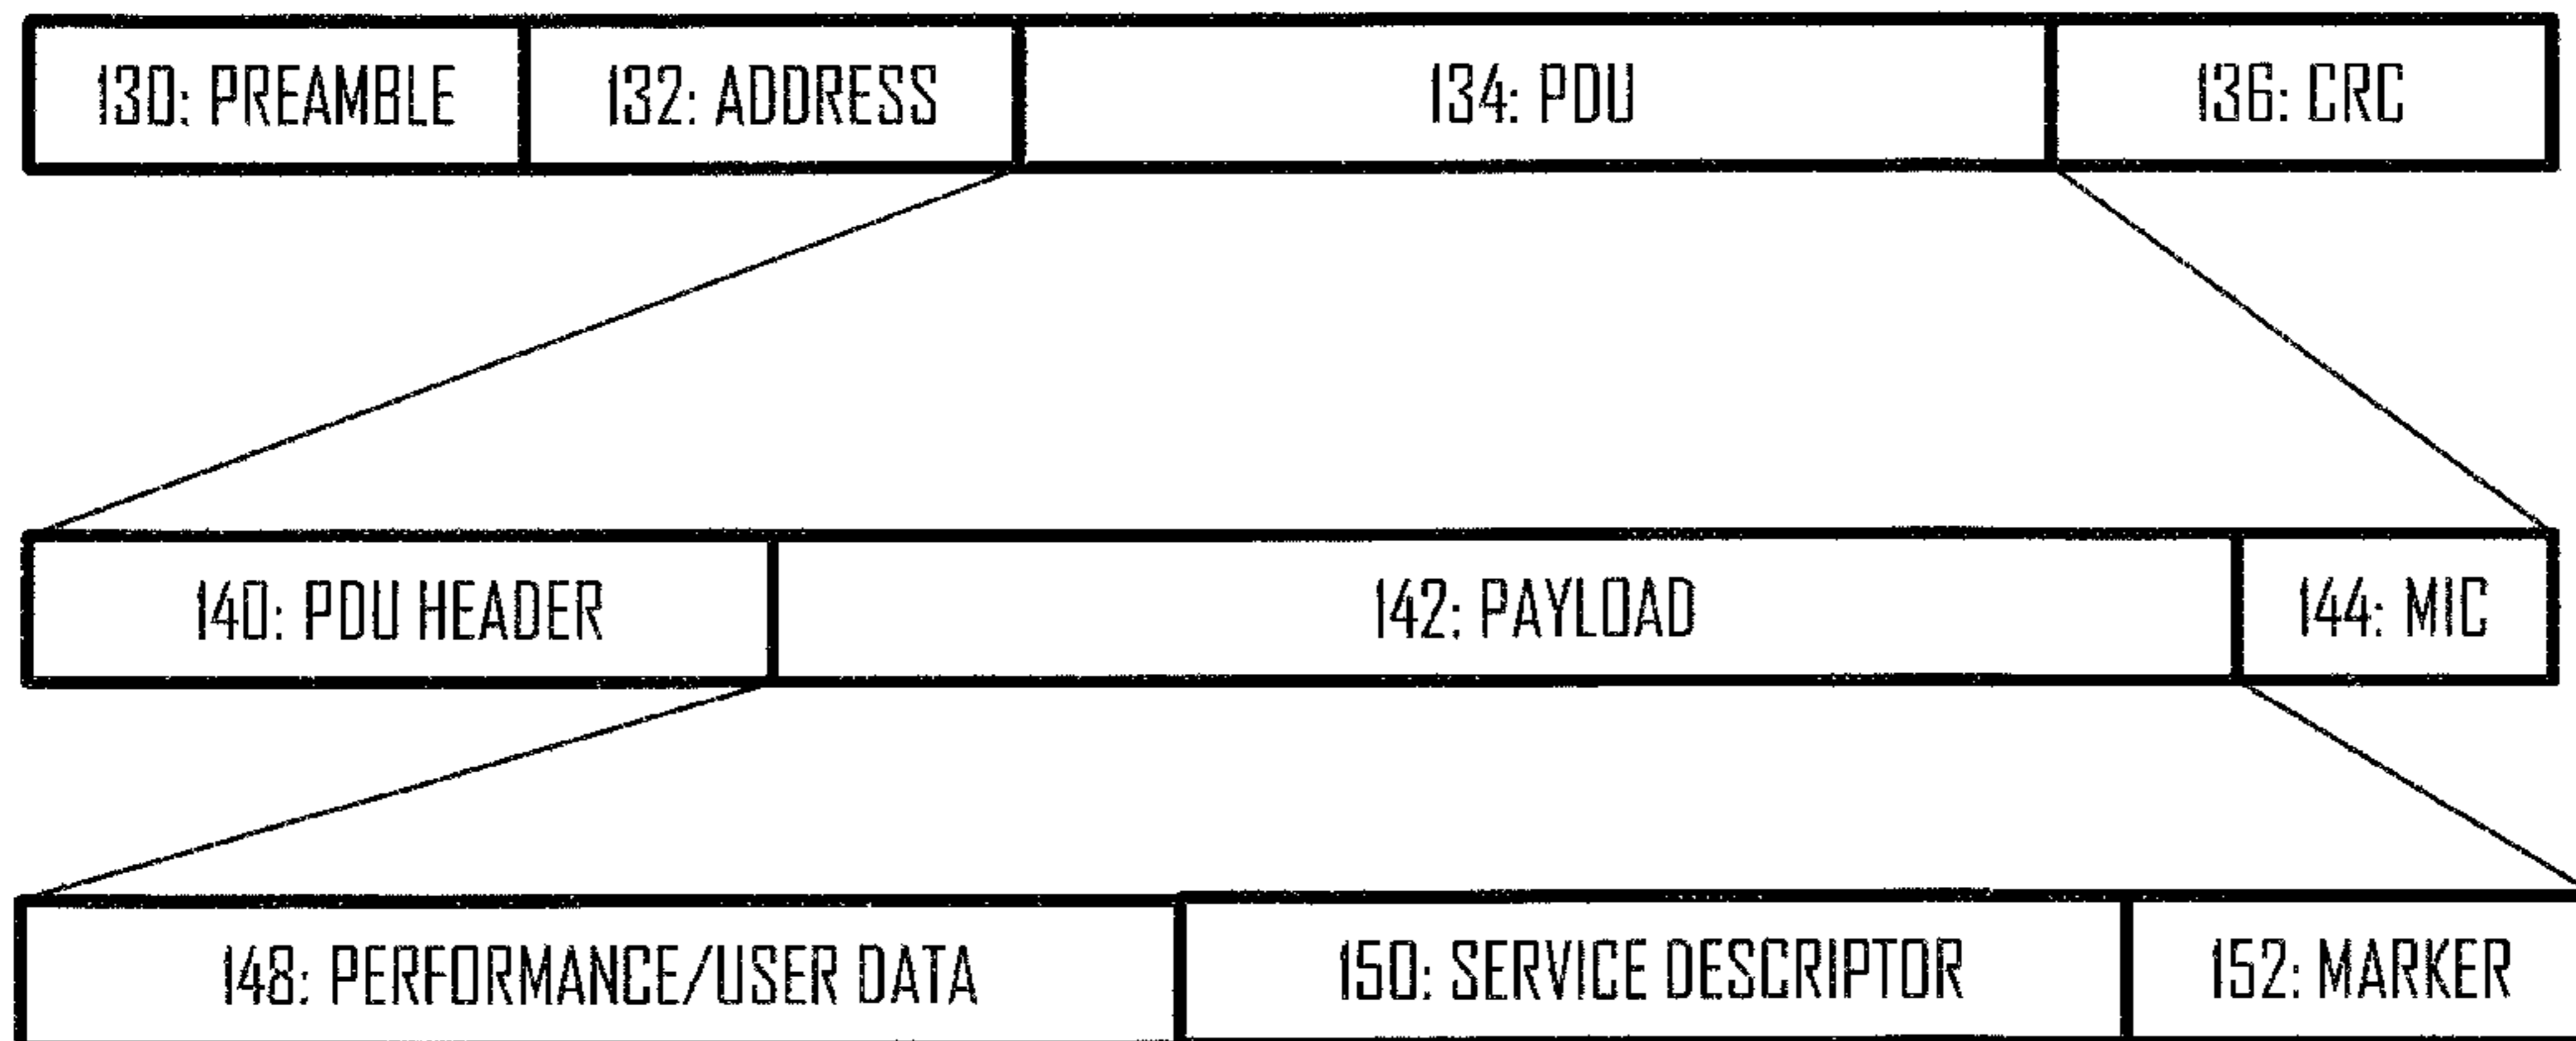 130: PREAMBLE 132: ADDRESS 134: PDU 136: CRC
140: PDU HEADER 142: PAYLOAD 144: MIC
148: PERFORMANCE/USER DATA 150: SERVICE DESCRIPTOR 152: MARKER